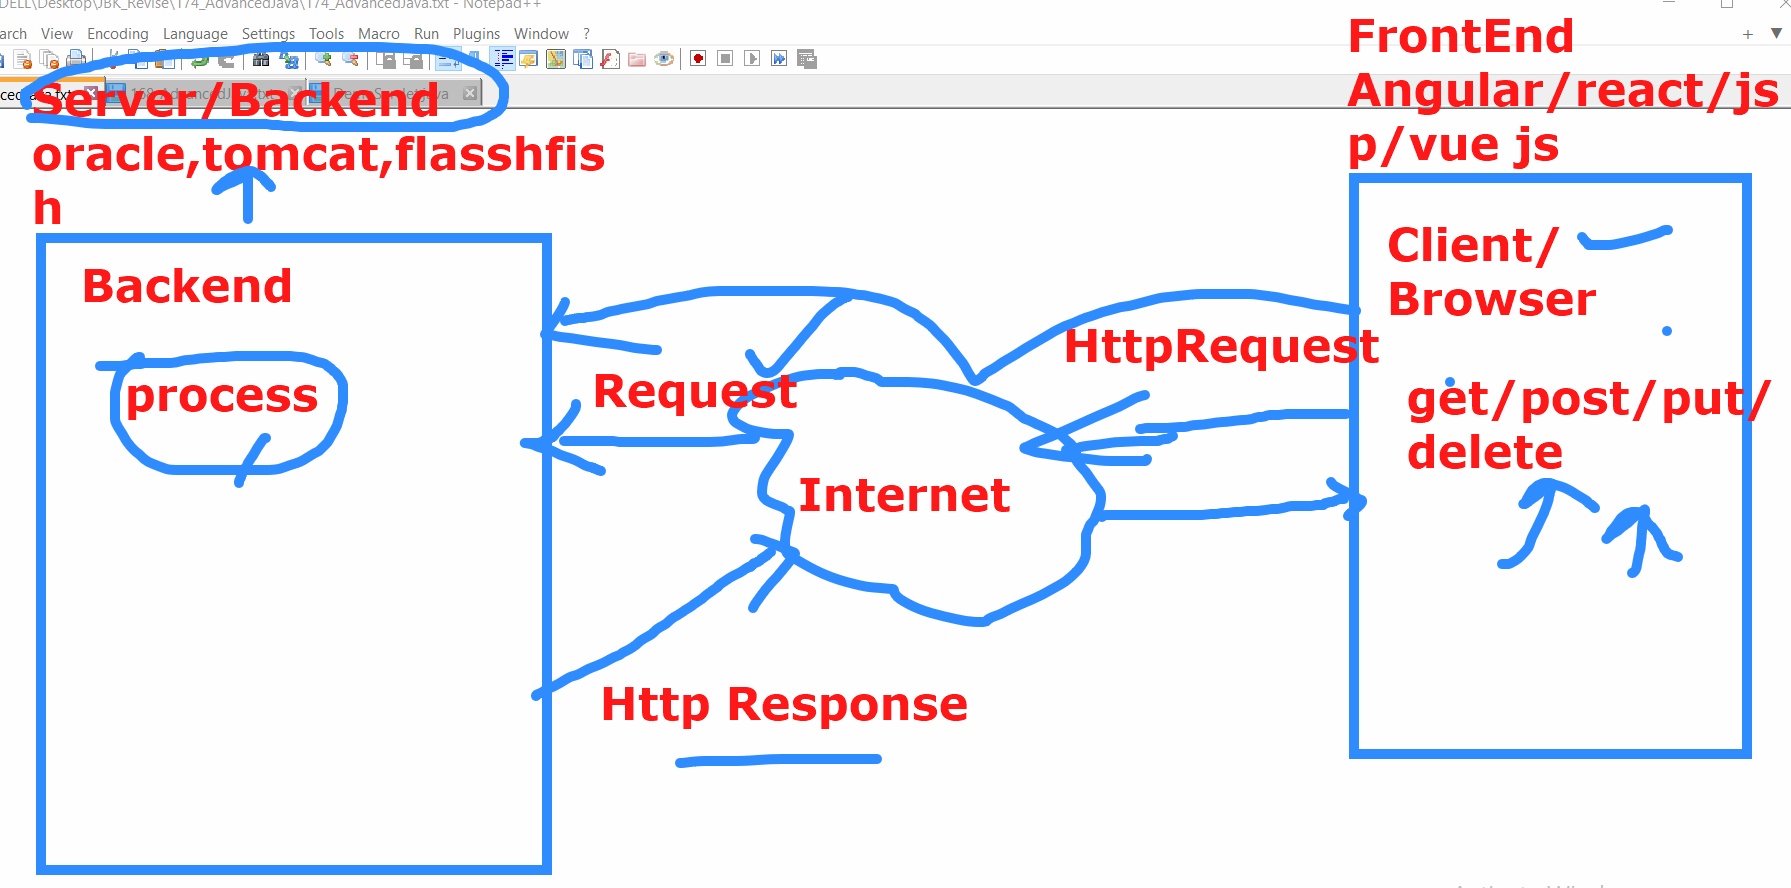 DELL\Desktop\JBK_Revise\174_AdvancedJava\174_AdvancedJava.txt - Notepad++
arch View Encoding Language Settings Tools Macro Run Plugins Window ?
Server/Backend
oracle,tomcat,flasshfis
h
FrontEnd
Angular/react/js
p/vue js
Backend
process
Request
HttpRequest
Internet
Http Response
Client/
Browser
get/post/put/
delete